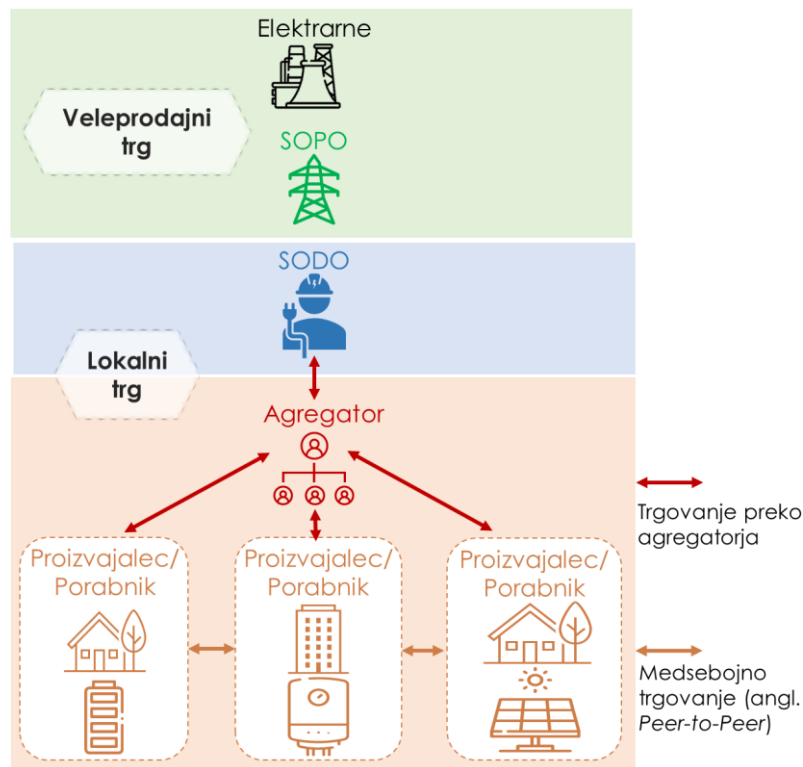 Elektrarne
Veleprodajni
trg
SOPO
SODO
Lokalni
trg
Agregator
Trgovanje preko
agregatorja
Proizvajalec/
Porabnik
Proizvajalec/
Porabnik
Proizvajalec/
Porabnik
Medsebojno
trgovanje (angl.
Peer-to-Peer)